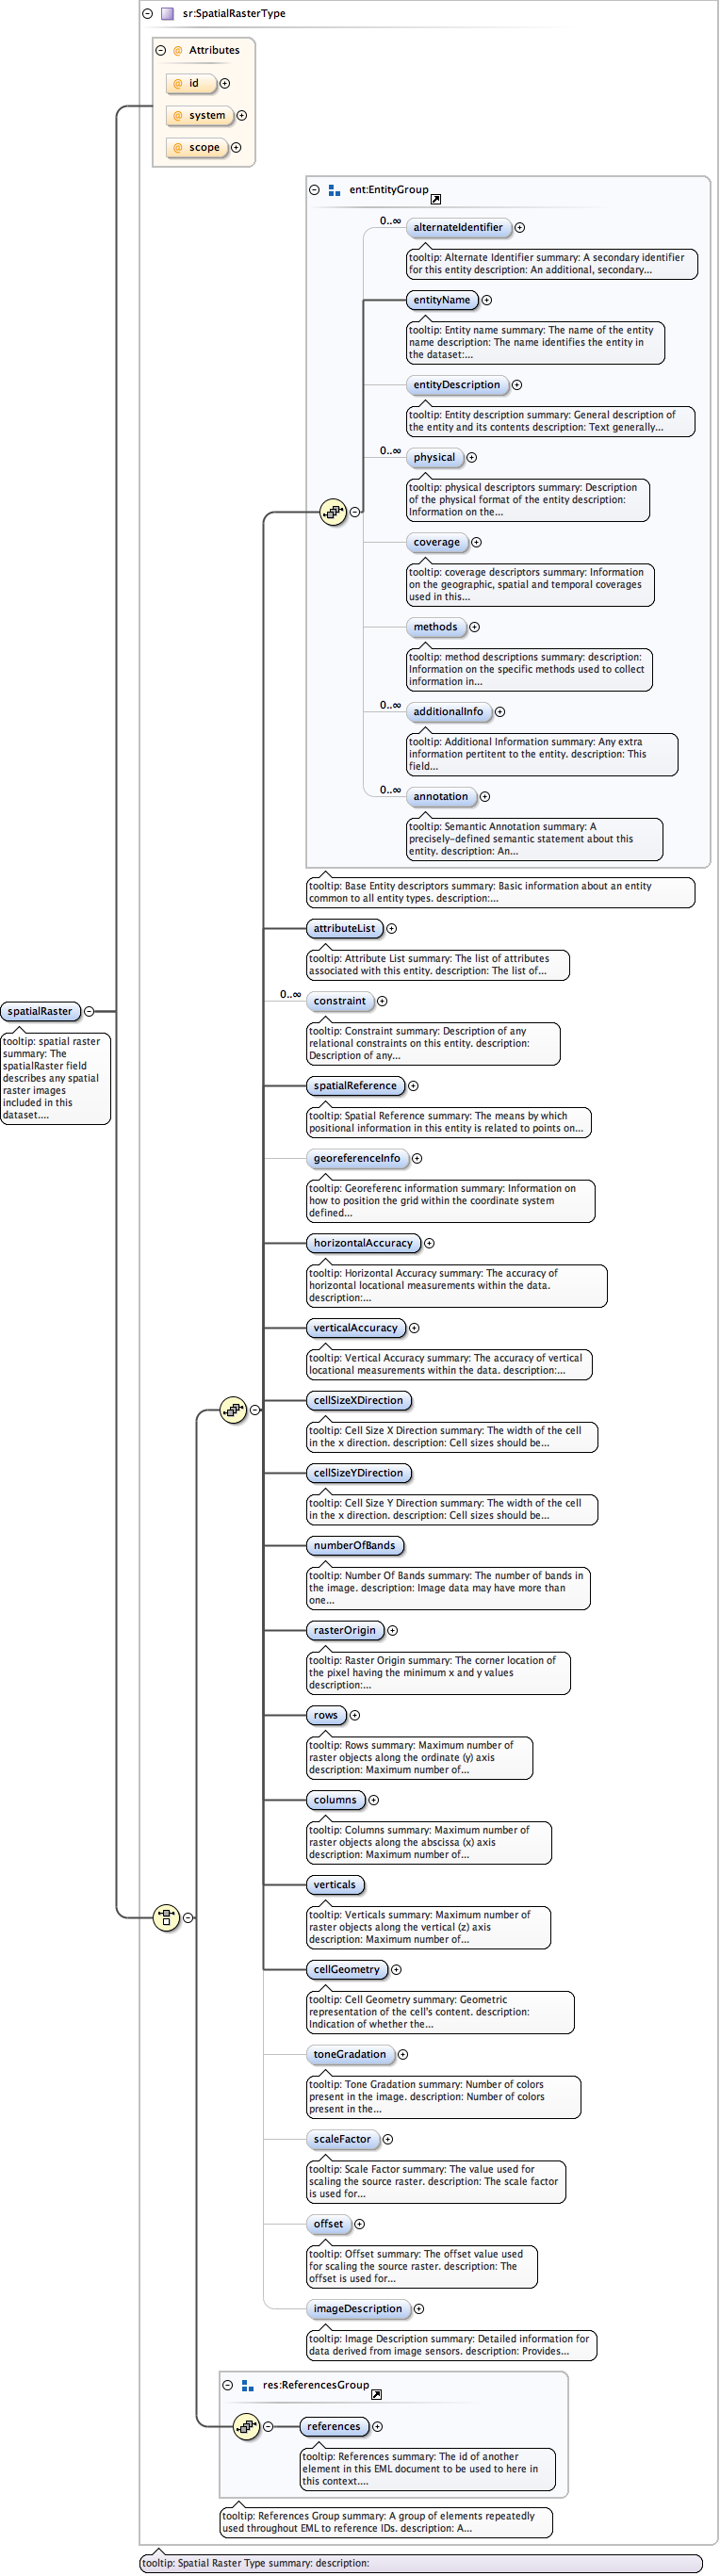 sr:SpatialRasterType
Attributes
@ id
@ system
@ scope
ent:EntityGroup
0..∞
alternateIdentifier
tooltip: Alternate Identifier summary: A secondary identifier
for this entity description: An additional, secondary...
entityName
tooltip: Entity name summary: The name of the entity
name description: The name identifies the entity in
the dataset:...
entityDescription
tooltip: Entity description summary: General description of
the entity and its contents description: Text generally...
0..∞
physical
tooltip: physical descriptors summary: Description
of the physical format of the entity description:
Information on the...
coverage
tooltip: coverage descriptors summary: Information
on the geographic, spatial and temporal coverages
used in this...
methods
tooltip: method descriptions summary: description:
Information on the specific methods used to collect
information in...
0..∞
additionalInfo
tooltip: Additional Information summary: Any extra
information pertitent to the entity. description: This
field...
0..∞
annotation
tooltip: Semantic Annotation summary: A
precisely-defined semantic statement about this
entity. description: An...
tooltip: Base Entity descriptors summary: Basic information about an entity
common to all entity types. description:...
attributeList
tooltip: Attribute List summary: The list of attributes
associated with this entity. description: The list of...
0..∞
constraint
tooltip: Constraint summary: Description of any
relational constraints on this entity. description:
Description of any...
spatialRaster
tooltip: spatial raster
summary: The
spatialRaster field
describes any spatial
raster images
included in this
dataset....
spatialReference
tooltip: Spatial Reference summary: The means by which
positional information in this entity is related to points on...
georeferenceInfo
tooltip: Georeferenc information summary: Information on
how to position the grid within the coordinate system
defined...
horizontalAccuracy
tooltip: Horizontal Accuracy summary: The accuracy of
horizontal locational measurements within the data.
description:...
verticalAccuracy
tooltip: Vertical Accuracy summary: The accuracy of vertical
locational measurements within the data. description:...
cellSizeXDirection
tooltip: Cell Size X Direction summary: The width of the cell
in the x direction. description: Cell sizes should be...
cellSizeYDirection
tooltip: Cell Size Y Direction summary: The width of the cell
in the x direction. description: Cell sizes should be...
numberOfBands
tooltip: Number Of Bands summary: The number of bands in
the image. description: Image data may have more than
one...
rasterOrigin
tooltip: Raster Origin summary: The corner location of
the pixel having the minimum x and y values
description:...
rows
tooltip: Rows summary: Maximum number of
raster objects along the ordinate (y) axis
description: Maximum number of...
columns
tooltip: Columns summary: Maximum number of
raster objects along the abscissa (x) axis
description: Maximum number of...
verticals
tooltip: Verticals summary: Maximum number of
raster objects along the vertical (z) axis
description: Maximum number of...
cellGeometry
tooltip: Cell Geometry summary: Geometric
representation of the cell's content. description:
Indication of whether the...
toneGradation
tooltip: Tone Gradation summary: Number of colors
present in the image. description: Number of colors
present in the...
scaleFactor
tooltip: Scale Factor summary: The value used for
scaling the source raster. description: The scale factor
is used for...
offset
tooltip: Offset summary: The offset value used
for scaling the source raster. description: The
offset is used for...
imageDescription
tooltip: Image Description summary: Detailed information for
data derived from image sensors. description: Provides...
res:ReferencesGroup
references
tooltip: References summary: The id of another
element in this EML document to be used to here in
this context....
tooltip: References Group summary: A group of elements repeatedly
used throughout EML to reference IDs. description: A...
tooltip: Spatial Raster Type summary: description: